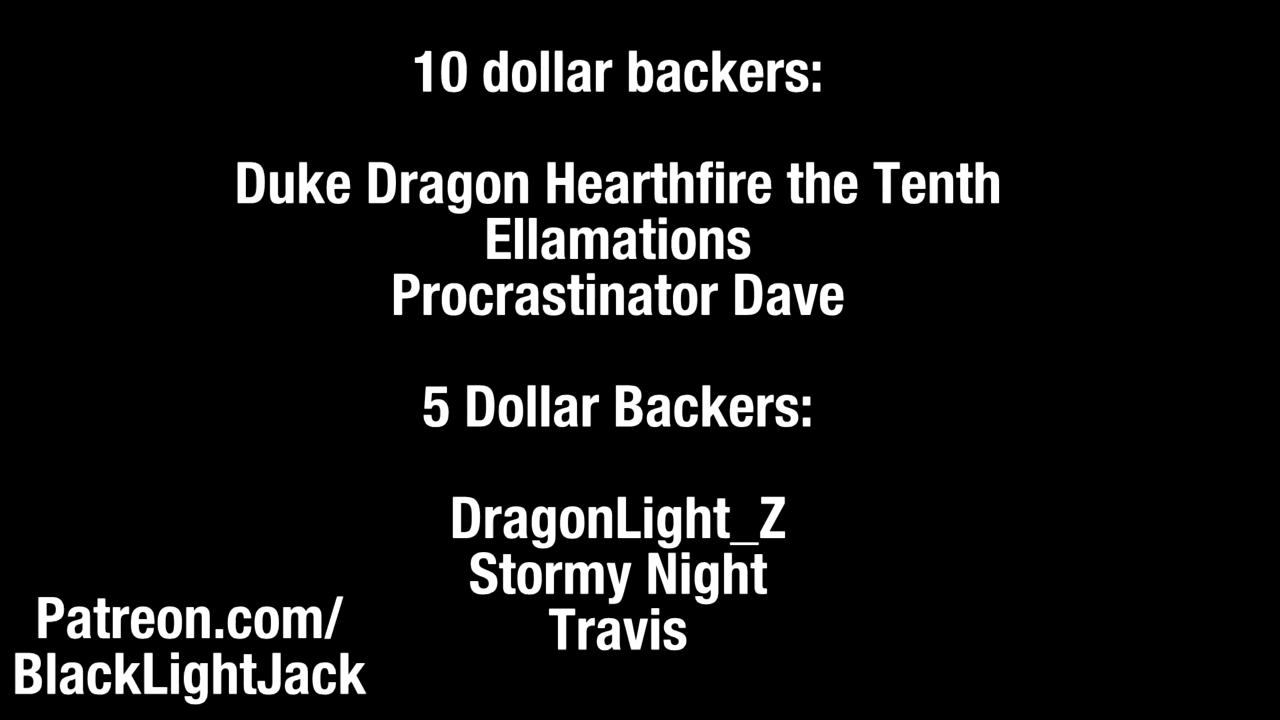 10 dollar backers:
Duke Dragon Hearthfire the Tenth
Ellamations
Procrastinator Dave
5 Dollar Backers:
DragonLight_Z
Stormy Night
Travis
Patreon.com/
BlackLightJack